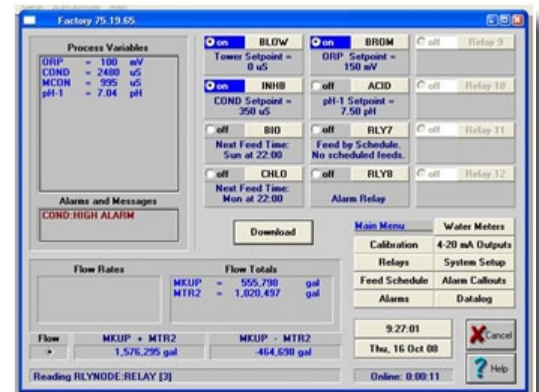 Factory 75.19.65.
Process Variables
ORP = 100 mV
COND = 2480 uS
MCON = 995 uS
pH-1 = 7.04 pH
Alarms and Messages
COND:HIGH ALARM
on BLOW
Tower Setpoint =
0 uS
on BROM
ORP Setpoint =
150 mV
off Relay 9
on INHB
COND Setpoint =
350 uS
off ACID
pH-1 Setpoint =
7.50 pH
off Relay 10
off BIO
Next Feed Time:
Sun at 22:00
off RLY7
Feed by Schedule.
No scheduled feeds.
off Relay 11
off CHLO
Next Feed Time:
Mon at 22:00
off RLY8
Alarm Relay
off Relay 12
Download
Main Menu
Water Meters
Calibration
4-20 mA Outputs
Relays
System Setup
Feed Schedule
Alarm Callouts
Alarms
Datalog
Flow Rates
Flow Totals
MKUP = 555,798 gal
MTR2 = 1,020,497 gal
Flow
MKUP + MTR2
MKUP - MTR2
1,576,295 gal
-464,698 gal
9:27:01
Thu, 16 Oct 08
Cancel
Help
Reading RLYNODE:RELAY [3]
Online: 0:00:11